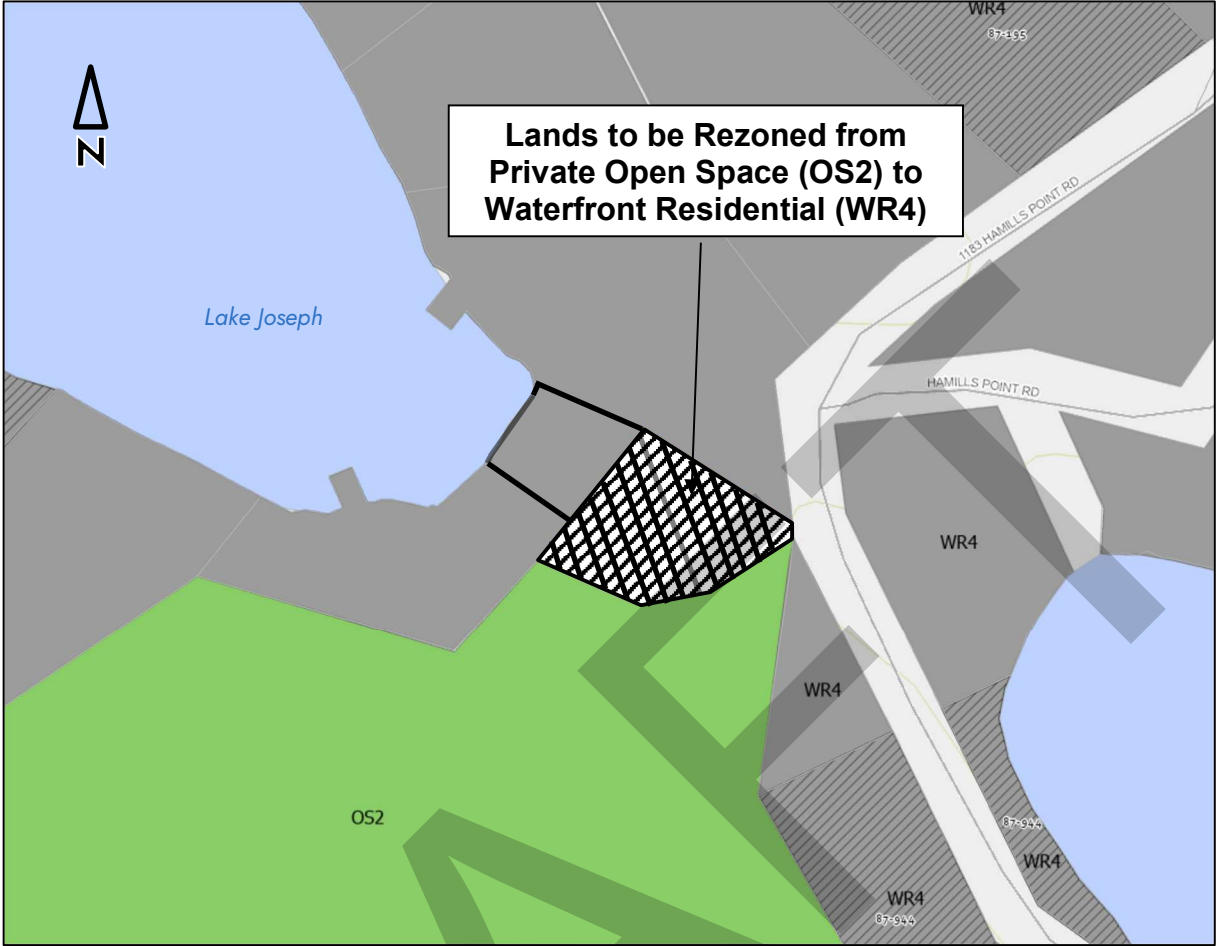 WR4
87-195
N
Lands to be Rezoned from
Private Open Space (OS2) to
Waterfront Residential (WR4)
1183 HAMILLS POINT RD
Lake Joseph
HAMILLS POINT RD
WR4
WR4
OS2
87-944
WR4
WR4
87-944